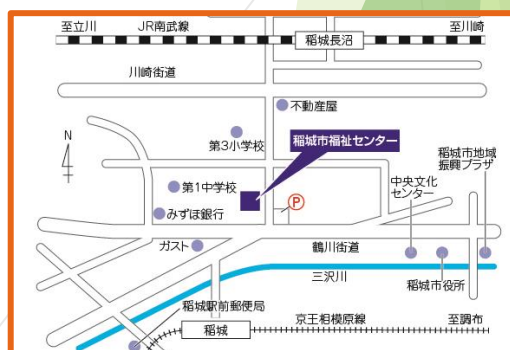 至立川
JR南武線
至川崎
稲城長沼
川崎街道
不動産屋
第3小学校
稲城市福祉センター
N
稲城市地域
振興プラザ
中央文化
センター
第1中学校
P
みずほ銀行
ガスト
鶴川街道
三沢川
稲城市役所
稲城駅前郵便局
稲城
京王相模原線
至調布